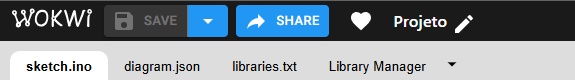 WOKWI SAVE SHARE Projeto
sketch.ino diagram.json libraries.txt Library Manager